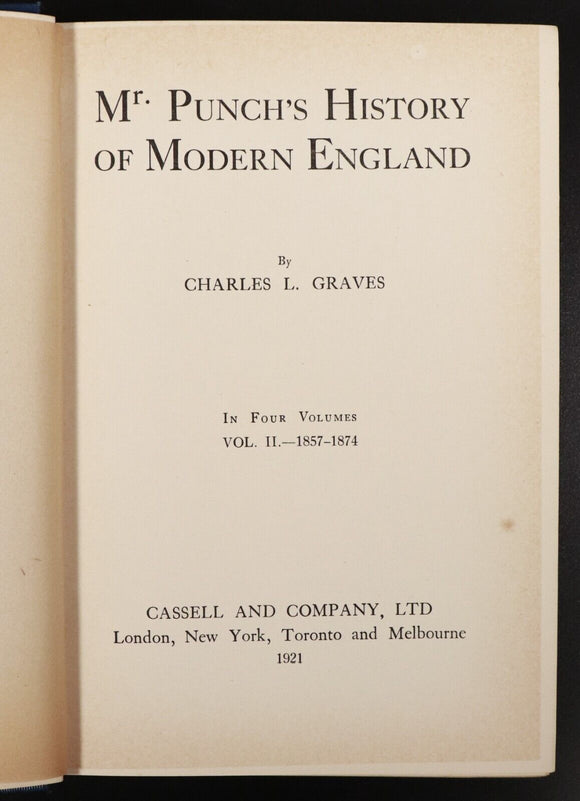 Mr. Punch's History
of Modern England
By
CHARLES L. GRAVES
In Four Volumes
VOL. II.—1857–1874
CASSELL AND COMPANY, LTD
London, New York, Toronto and Melbourne
1921